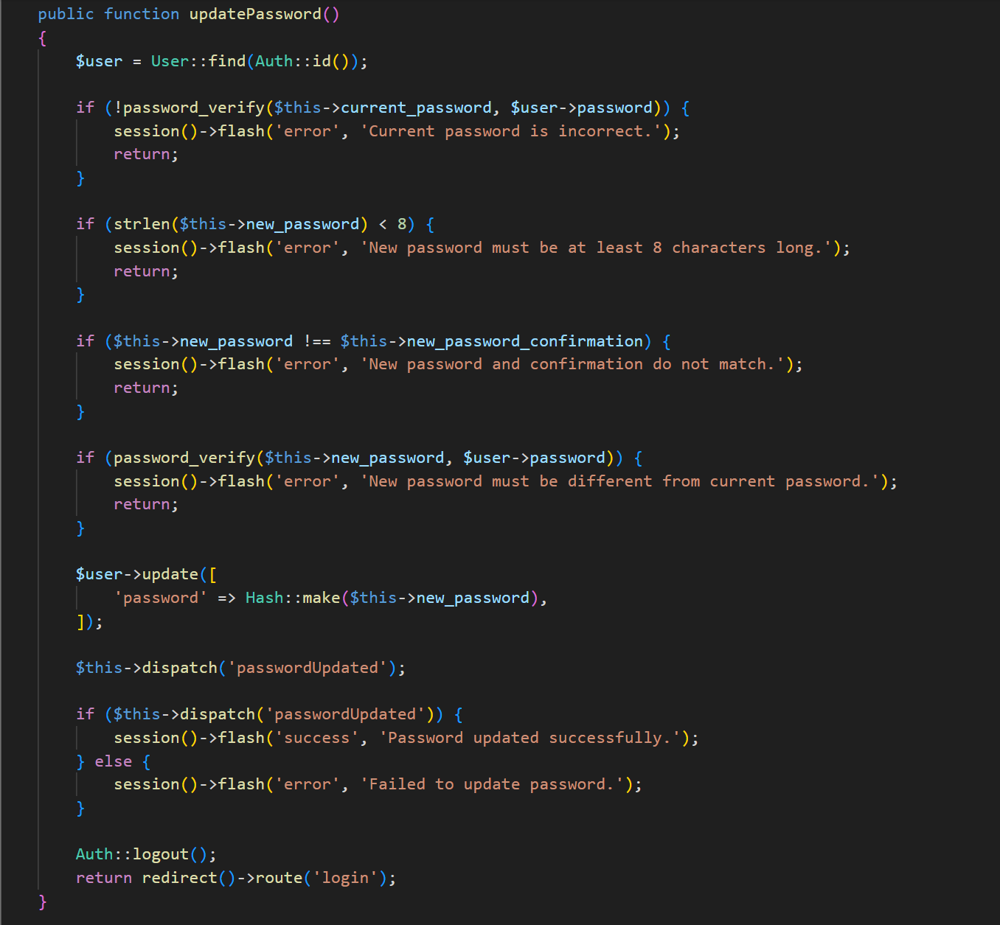 public function updatePassword()
{
    $user = User::find(Auth::id());

    if (!password_verify($this->current_password, $user->password)) {
        session()->flash('error', 'Current password is incorrect.');
        return;
    }

    if (strlen($this->new_password) < 8) {
        session()->flash('error', 'New password must be at least 8 characters long.');
        return;
    }

    if ($this->new_password !== $this->new_password_confirmation) {
        session()->flash('error', 'New password and confirmation do not match.');
        return;
    }

    if (password_verify($this->new_password, $user->password)) {
        session()->flash('error', 'New password must be different from current password.');
        return;
    }

    $user->update([
        'password' => Hash::make($this->new_password),
    ]);

    $this->dispatch('passwordUpdated');

    if ($this->dispatch('passwordUpdated')) {
        session()->flash('success', 'Password updated successfully.');
    } else {
        session()->flash('error', 'Failed to update password.');
    }

    Auth::logout();
    return redirect()->route('login');
}